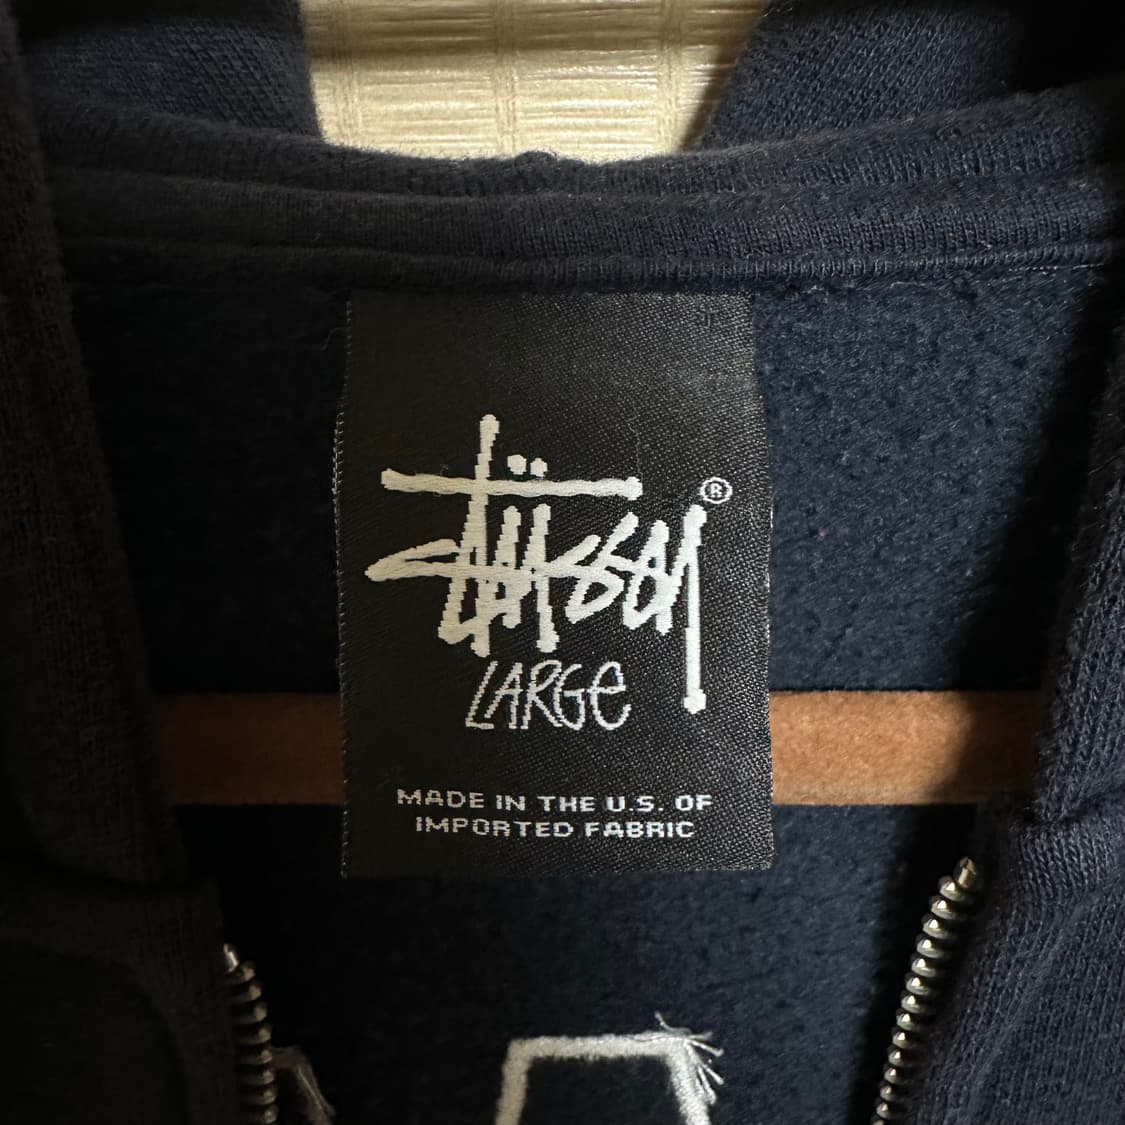 Stüssy ®
LARGe
MADE IN THE U.S. OF
IMPORTED FABRIC